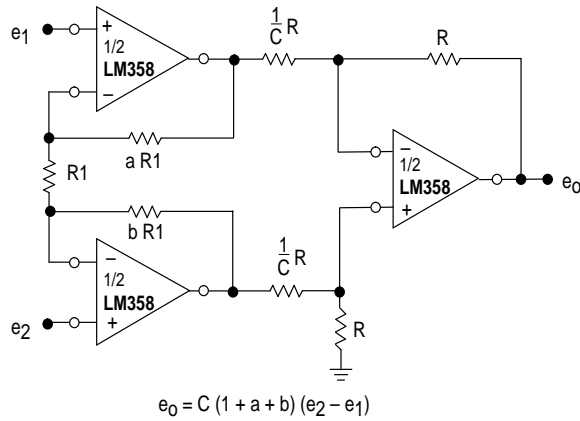 e1
+
1/2
LM358
−
1/C R
R
a R1
R1
b R1
−
1/2
LM358
+
eo
−
1/2
LM358
+
e2
1/C R
R
eo = C (1 + a + b) (e2 − e1)